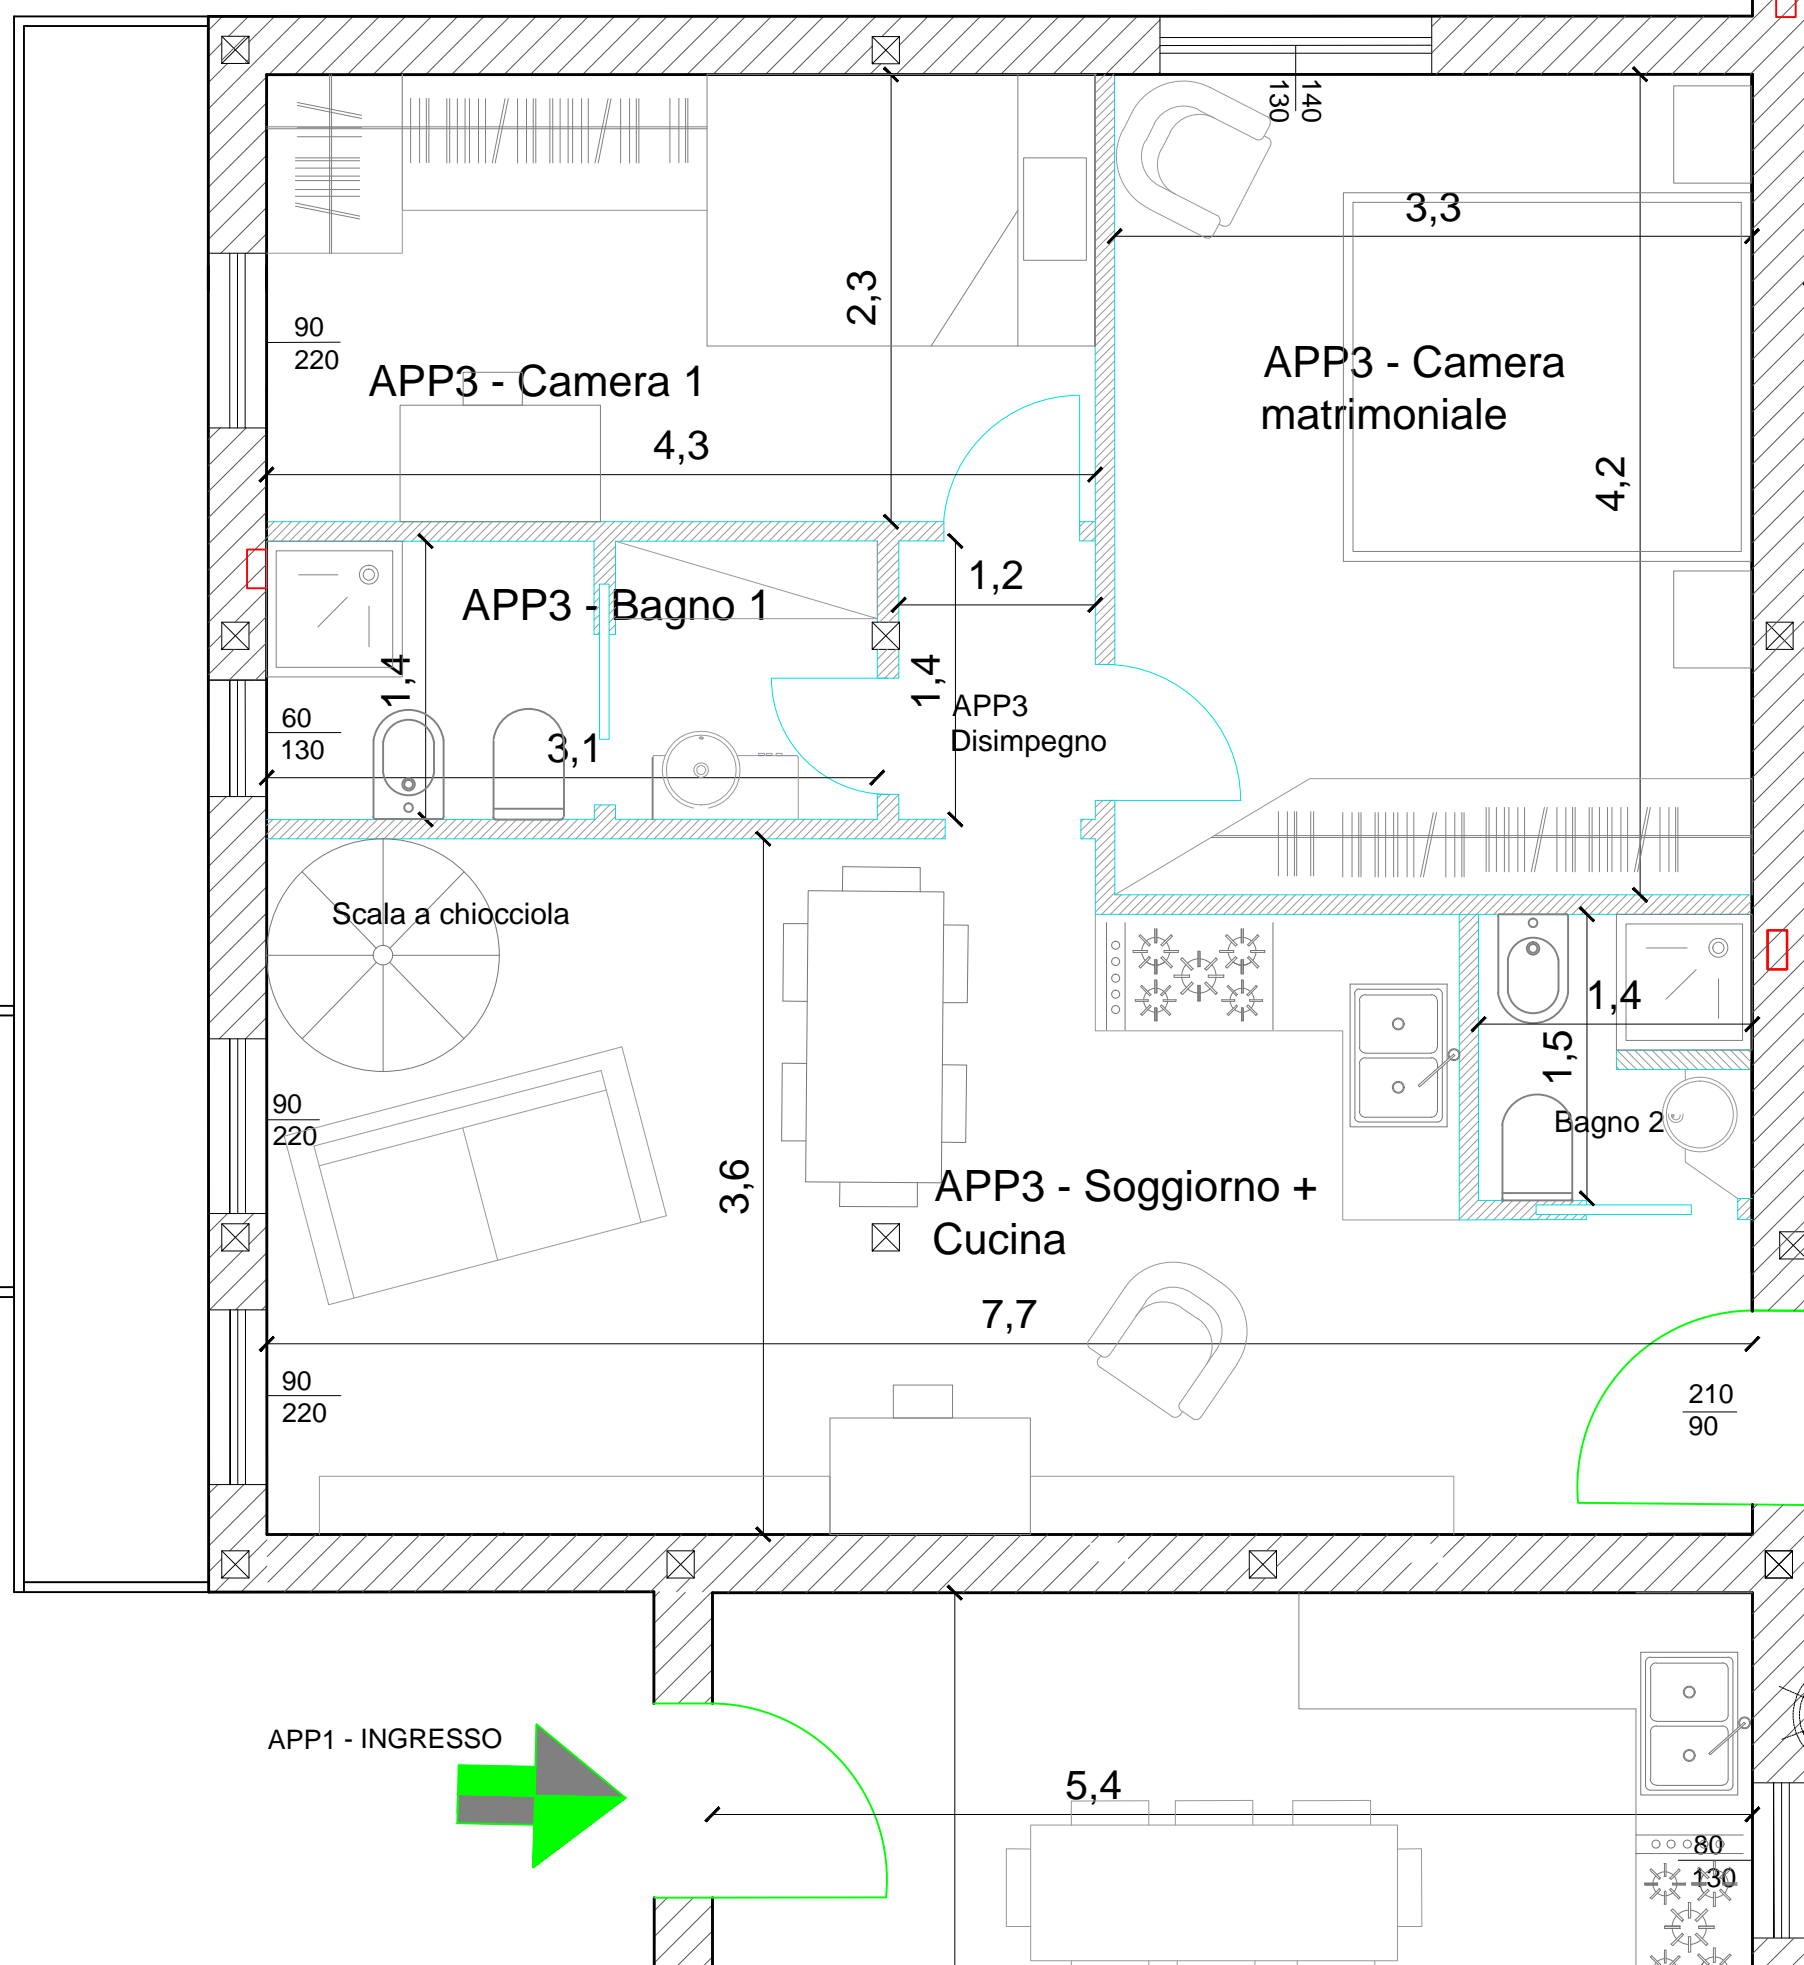 140
130
3,3
2,3
90
220
APP3 - Camera 1
APP3 - Camera
matrimoniale
4,3
4,2
1,2
APP3 - Bagno 1
1,4
1,4
APP3
Disimpegno
60
130
3,1
Scala a chiocciola
1,4
1,5
90
220
Bagno 2
3,6
APP3 - Soggiorno +
Cucina
7,7
90
220
210
90
APP1 - INGRESSO
5,4
80
130